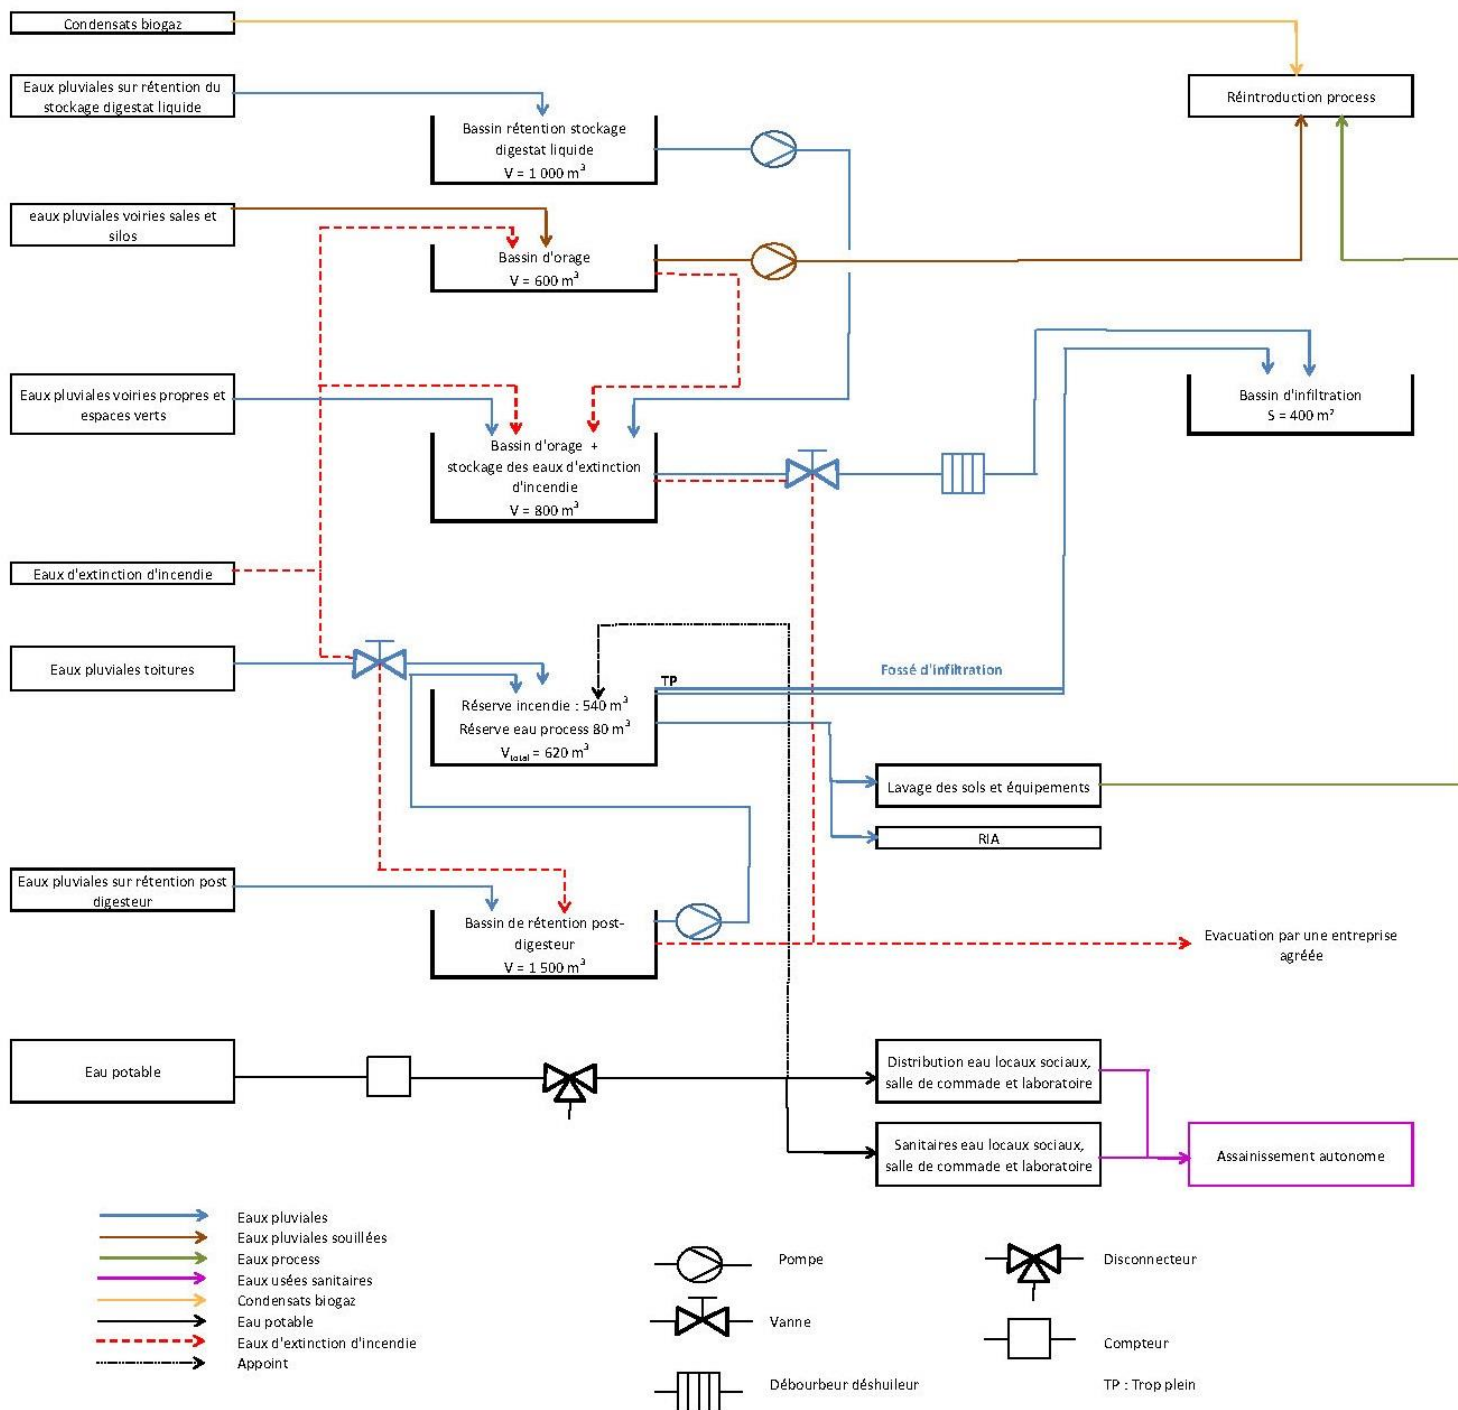 Condensats biogaz
Eaux pluviales sur rétention du
stockage digestat liquide
Réintroduction process
Bassin rétention stockage
digestat liquide
V = 1 000 m³
eaux pluviales voiries sales et
silos
Bassin d'orage
V = 600 m³
Eaux pluviales voiries propres et
espaces verts
Bassin d'infiltration
S = 400 m²
Bassin d'orage +
stockage des eaux d'extinction
d'incendie
V = 800 m³
Eaux d'extinction d'incendie
Eaux pluviales toitures
TP
Fossé d'infiltration
Réserve incendie : 540 m³
Réserve eau process 80 m³
Vtotal = 620 m³
Lavage des sols et équipements
RIA
Eaux pluviales sur rétention post
digesteur
Bassin de rétention post-
digesteur
V = 1 500 m³
Evacuation par une entreprise
agréée
Eau potable
Distribution eau locaux sociaux,
salle de commade et laboratoire
Sanitaires eau locaux sociaux,
salle de commade et laboratoire
Assainissement autonome
Eaux pluviales
Eaux pluviales souillées
Eaux process
Eaux usées sanitaires
Condensats biogaz
Eau potable
Eaux d'extinction d'incendie
Appoint
Pompe
Vanne
Débourbeur déshuileur
Disconnecteur
Compteur
TP : Trop plein